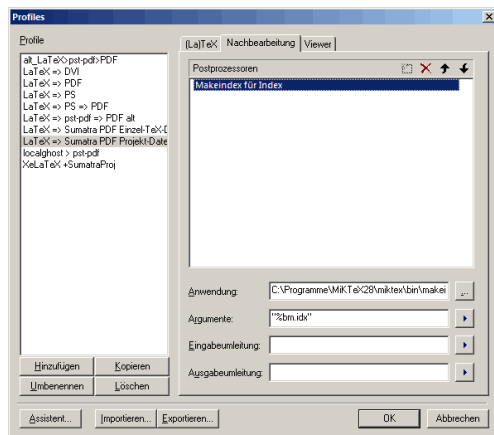 Profiles
Profile
alt_LaTeX>pst-pdf>PDF
LaTeX => DVI
LaTeX => PDF
LaTeX => PS
LaTeX => PS => PDF
LaTeX => pst-pdf => PDF alt
LaTeX => Sumatra PDF Einzel-TeX-D
LaTeX => Sumatra PDF Projekt-Date
localghost > pst-pdf
XeLaTeX +SumatraProj
Hinzufügen Kopieren
Umbenennen Löschen
(La)TeX Nachbearbeitung Viewer
Postprozessoren
Makeindex für Index
Anwendung: C:\Programme\MiKTeX28\miktex\bin\makei ...
Argumente: "%bm.idx"
Eingabeumleitung:
Ausgabeumleitung:
Assistent... Importieren... Exportieren... OK Abbrechen